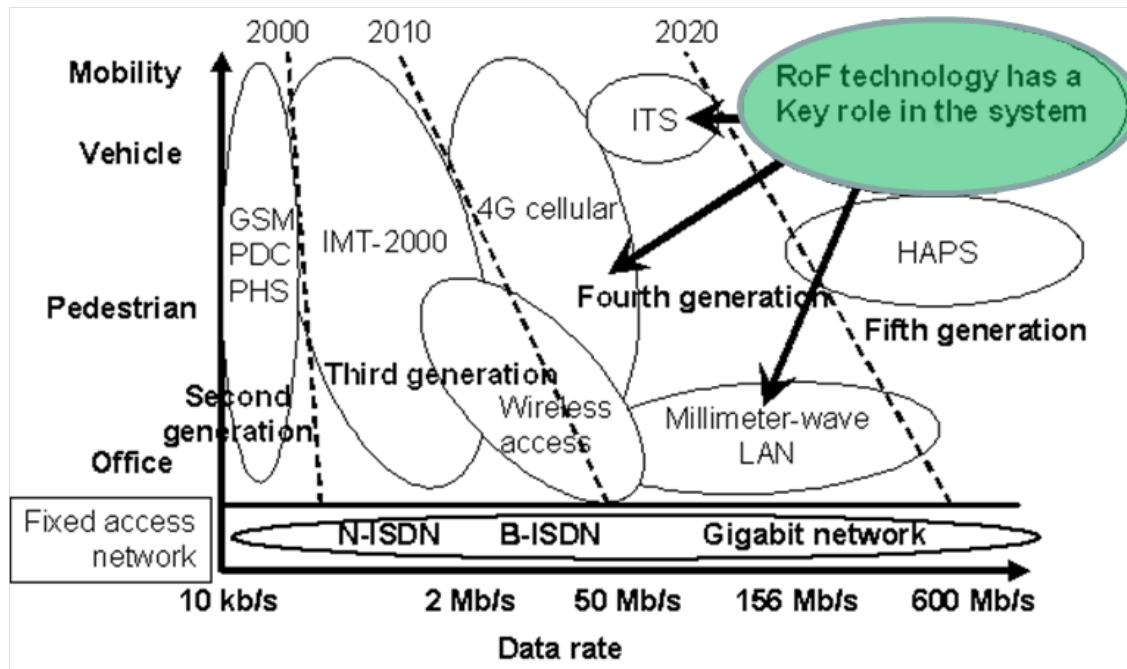 2000
2010
2020
Mobility
RoF technology has a
Key role in the system
ITS
Vehicle
4G cellular
GSM
PDC
PHS
IMT-2000
HAPS
Pedestrian
Fourth generation
Fifth generation
Third generation
Second
generation
Wireless
access
Millimeter-wave
LAN
Office
Fixed access
network
N-ISDN
B-ISDN
Gigabit network
10 kb/s
2 Mb/s
50 Mb/s
156 Mb/s
600 Mb/s
Data rate